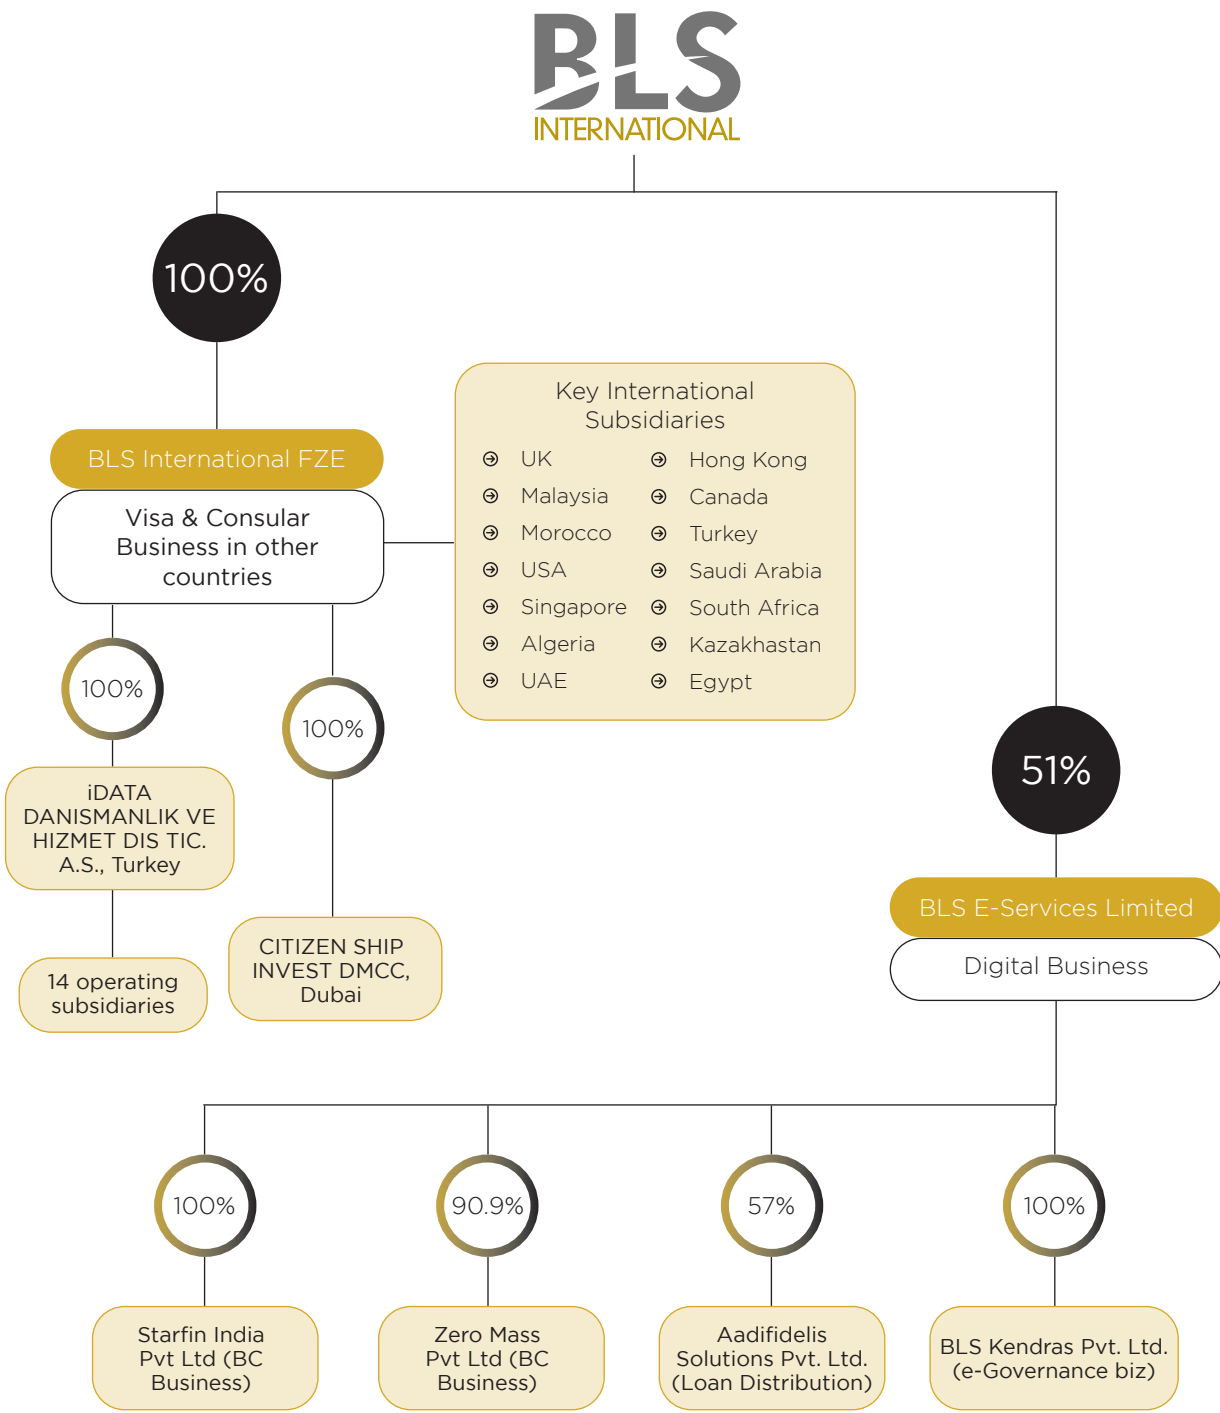 BLS
INTERNATIONAL
100%
BLS International FZE
Visa & Consular
Business in other
countries
Key International
Subsidiaries
UK
Malaysia
Morocco
USA
Singapore
Algeria
UAE
Hong Kong
Canada
Turkey
Saudi Arabia
South Africa
Kazakhastan
Egypt
100%
iDATA
DANISMANLIK VE
HIZMET DIS TIC.
A.S., Turkey
14 operating
subsidiaries
100%
CITIZEN SHIP
INVEST DMCC,
Dubai
51%
BLS E-Services Limited
Digital Business
100%
Starfin India
Pvt Ltd (BC
Business)
90.9%
Zero Mass
Pvt Ltd (BC
Business)
57%
Aadifidelis
Solutions Pvt. Ltd.
(Loan Distribution)
100%
BLS Kendras Pvt. Ltd.
(e-Governance biz)